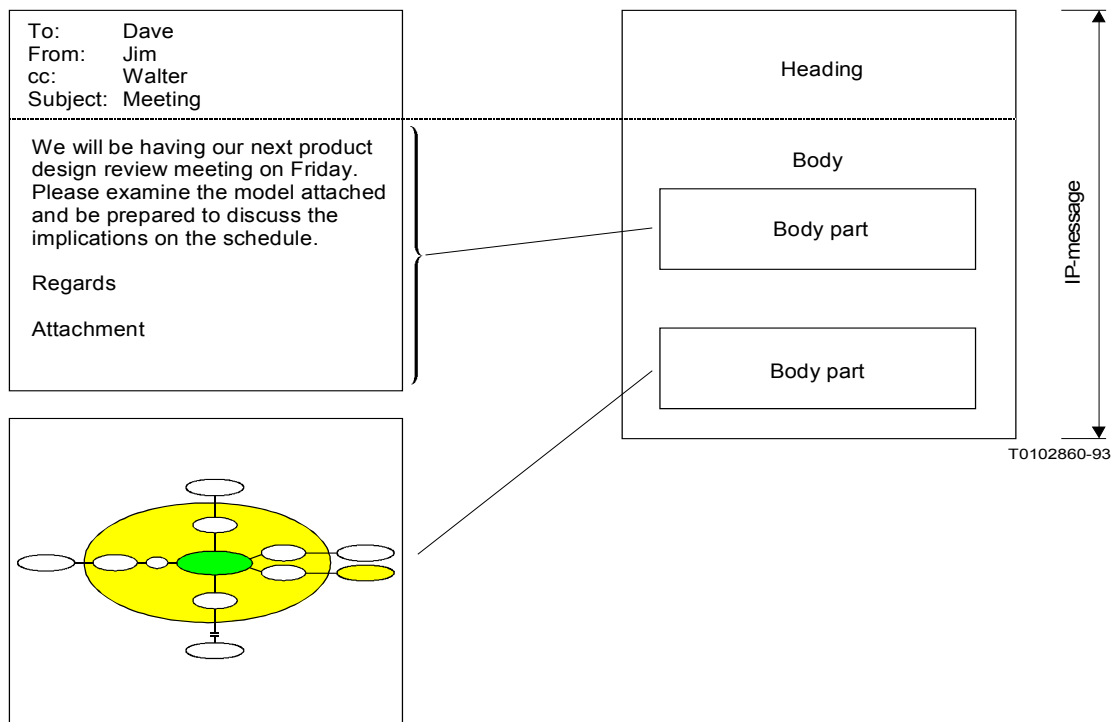 To: Dave
From: Jim
cc: Walter
Subject: Meeting
We will be having our next product
design review meeting on Friday.
Please examine the model attached
and be prepared to discuss the
implications on the schedule.
Regards
Attachment
Heading
Body
Body part
Body part
IP-message
T0102860-93